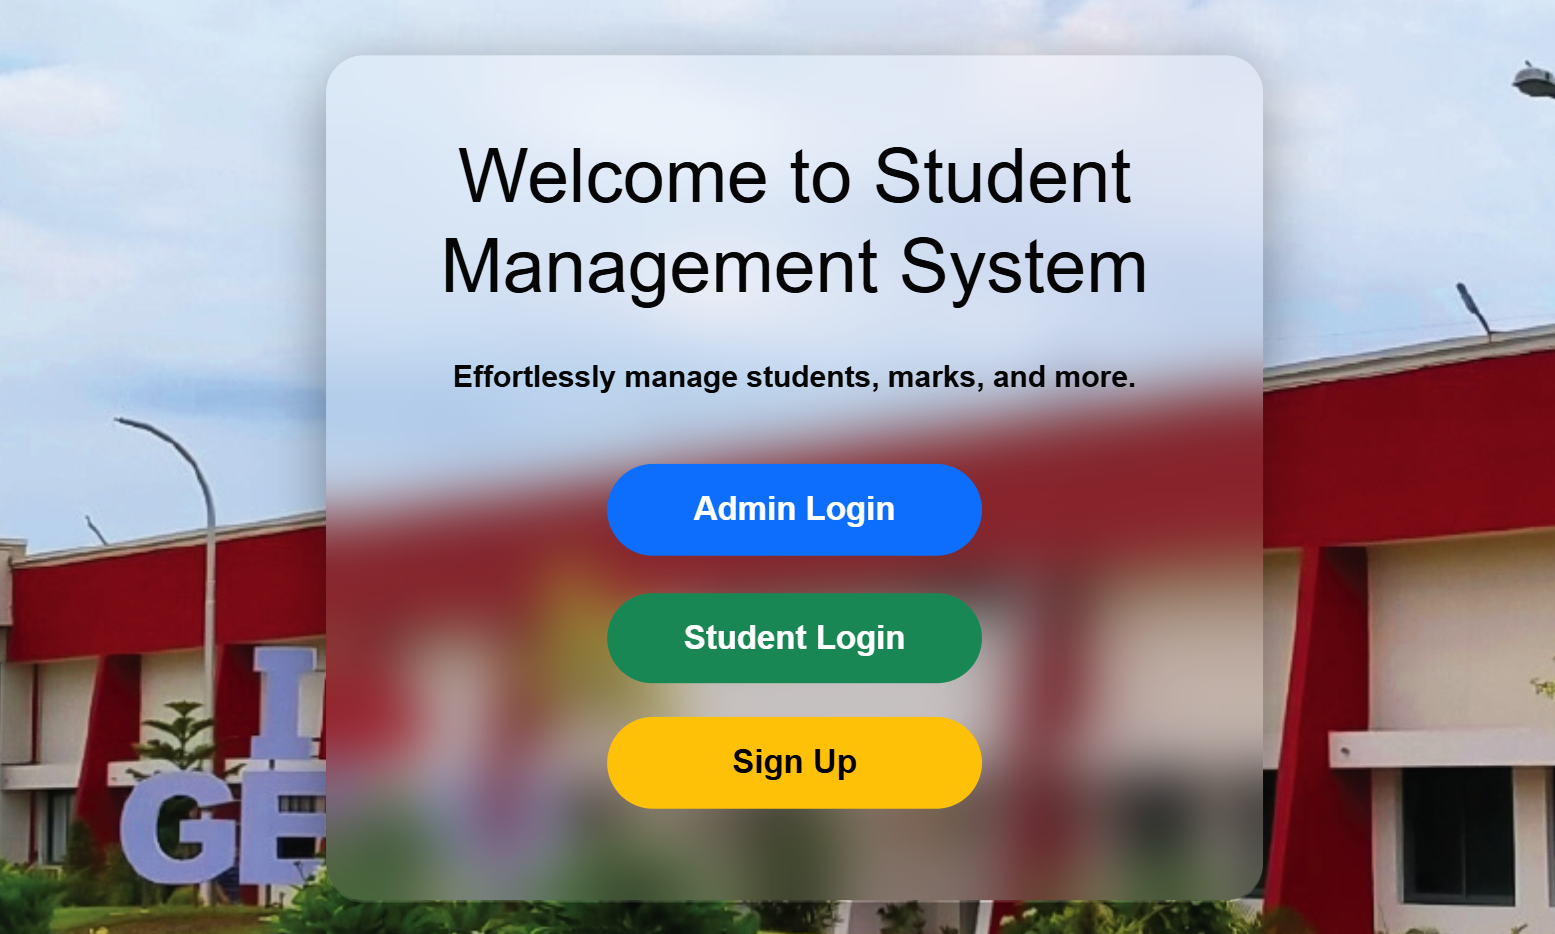 Welcome to Student
Management System
Effortlessly manage students, marks, and more.
Admin Login
Student Login
Sign Up
I
GE